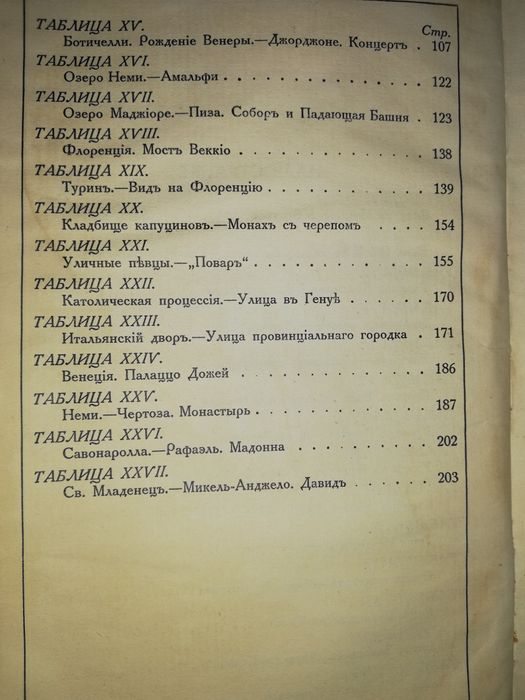 Стр.
ТАБЛИЦА XV.
Ботичелли. Рожденіе Венеры.—Джорджоне. Концертъ . 107
ТАБЛИЦА XVI.
Озеро Неми.—Амальфи . . . . . . . . . . . . . . . 122
ТАБЛИЦА XVII.
Озеро Маджіоре.—Пиза. Соборъ и Падающая Башня . 123
ТАБЛИЦА XVIII.
Флоренція. Мостъ Веккіо . . . . . . . . . . . . . . 138
ТАБЛИЦА XIX.
Туринъ.—Видъ на Флоренцію . . . . . . . . . . . . 139
ТАБЛИЦА XX.
Кладбище капуциновъ.—Монахъ съ черепомъ . . . . 154
ТАБЛИЦА XXI.
Уличные пѣвцы.—„Поваръ“ . . . . . . . . . . . . . 155
ТАБЛИЦА XXII.
Католическая процессія.—Улица въ Генуѣ . . . . . . 170
ТАБЛИЦА XXIII.
Итальянскій дворъ.—Улица провинціальнаго городка . 171
ТАБЛИЦА XXIV.
Венеція. Палаццо Дожей . . . . . . . . . . . . . . 186
ТАБЛИЦА XXV.
Неми.—Чертоза. Монастырь . . . . . . . . . . . . . 187
ТАБЛИЦА XXVI.
Савонаролла.—Рафаэль. Мадонна . . . . . . . . . . 202
ТАБЛИЦА XXVII.
Св. Младенец.—Микель-Анджело. Давидъ . . . . . . 203